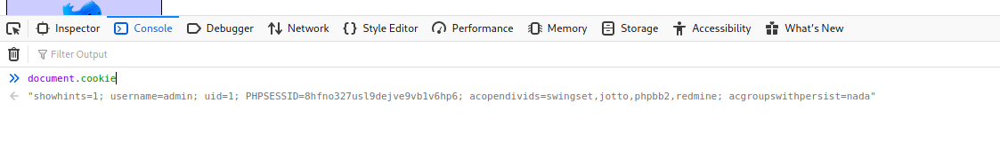 Inspector Console Debugger Network Style Editor Performance Memory Storage Accessibility What's New
Filter Output
document.cookie
"showhints=1; username=admin; uid=1; PHPSESSID=8hfno327usl9dejve9vb1v6hp6; acopendivids=swingset,jotto,phpbb2,redmine; acgroupswithpersist=nada"